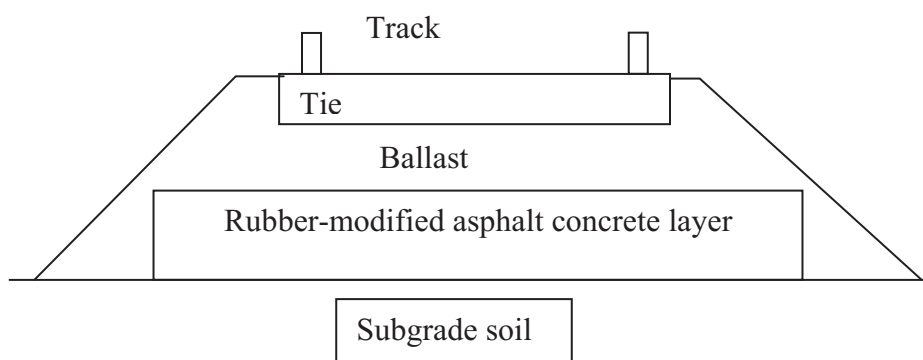 Track
Tie
Ballast
Rubber-modified asphalt concrete layer
Subgrade soil